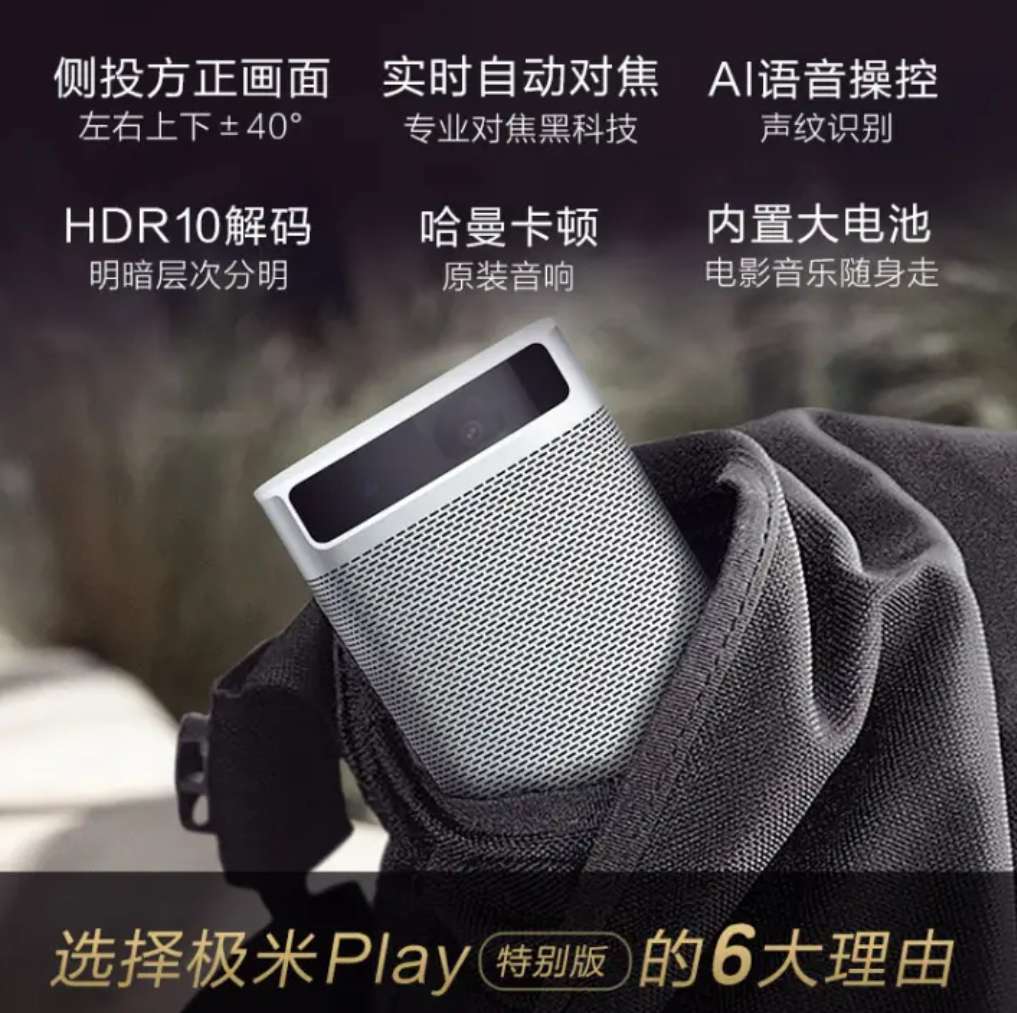 侧投方正画面
左右上下±40°
实时自动对焦
专业对焦黑科技
AI语音操控
声纹识别
HDR10解码
明暗层次分明
哈曼卡顿
原装音响
内置大电池
电影音乐随身走
选择极米Play 特别版 的6大理由